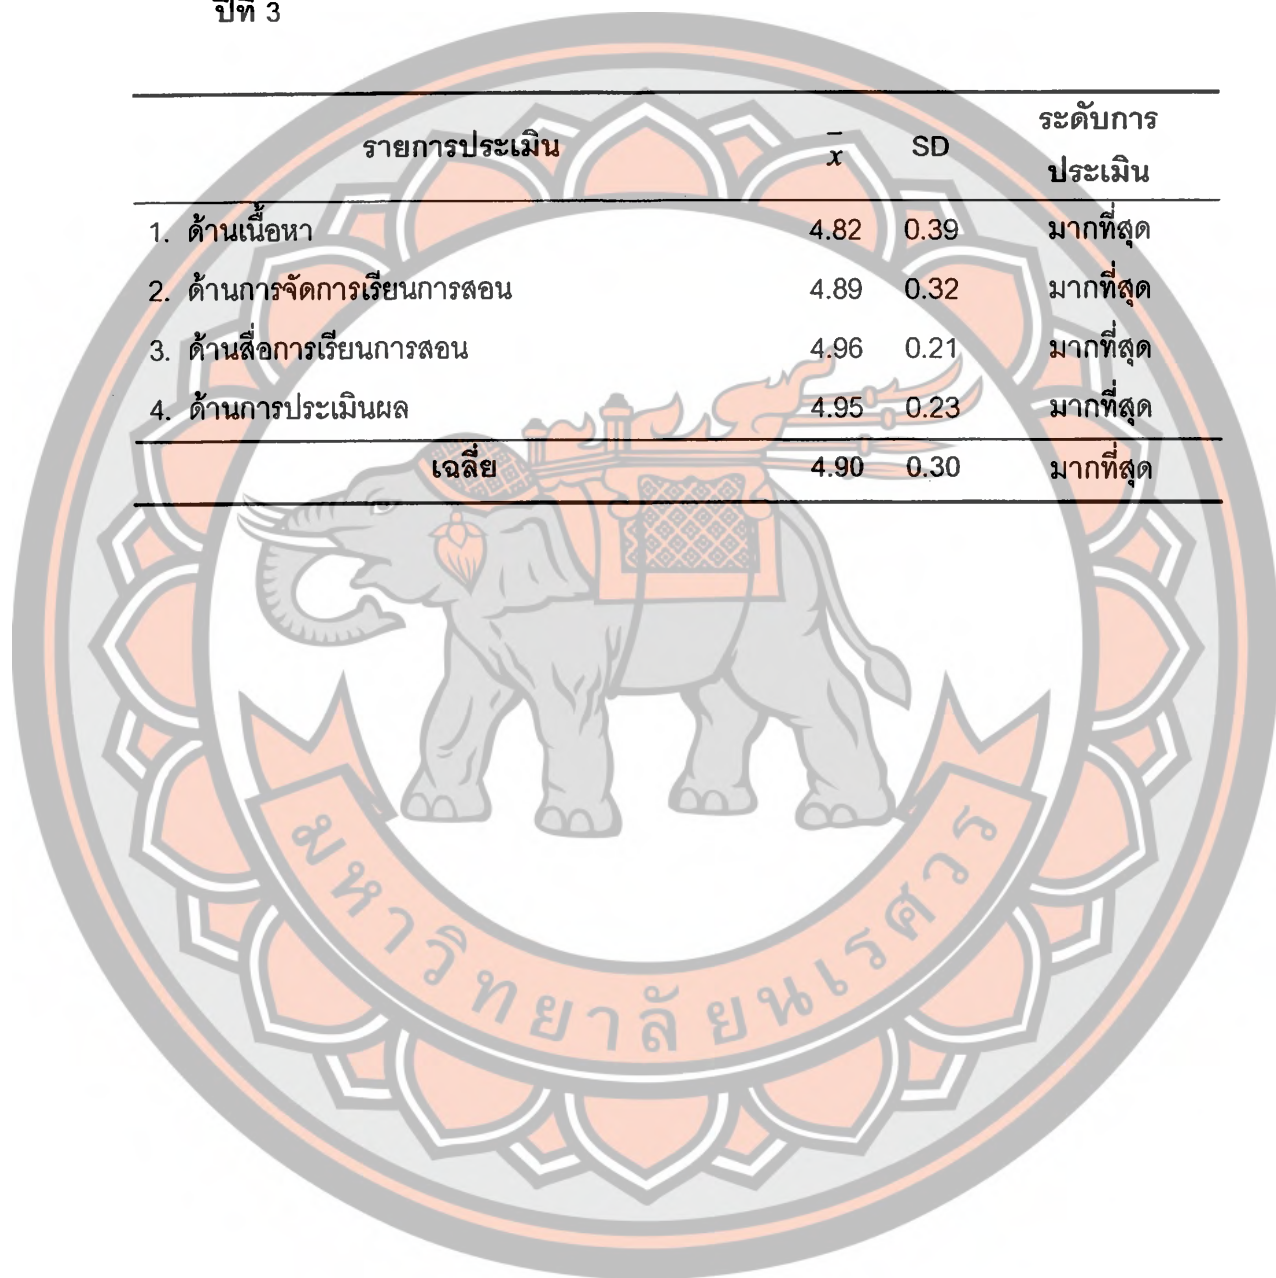 ปีที่ 3
รายการประเมิน x̄ SD ระดับการประเมิน
1. ด้านเนื้อหา 4.82 0.39 มากที่สุด
2. ด้านการจัดการเรียนการสอน 4.89 0.32 มากที่สุด
3. ด้านสื่อการเรียนการสอน 4.96 0.21 มากที่สุด
4. ด้านการประเมินผล 4.95 0.23 มากที่สุด
เฉลี่ย 4.90 0.30 มากที่สุด
มหาวิทยาลัยนเรศวร